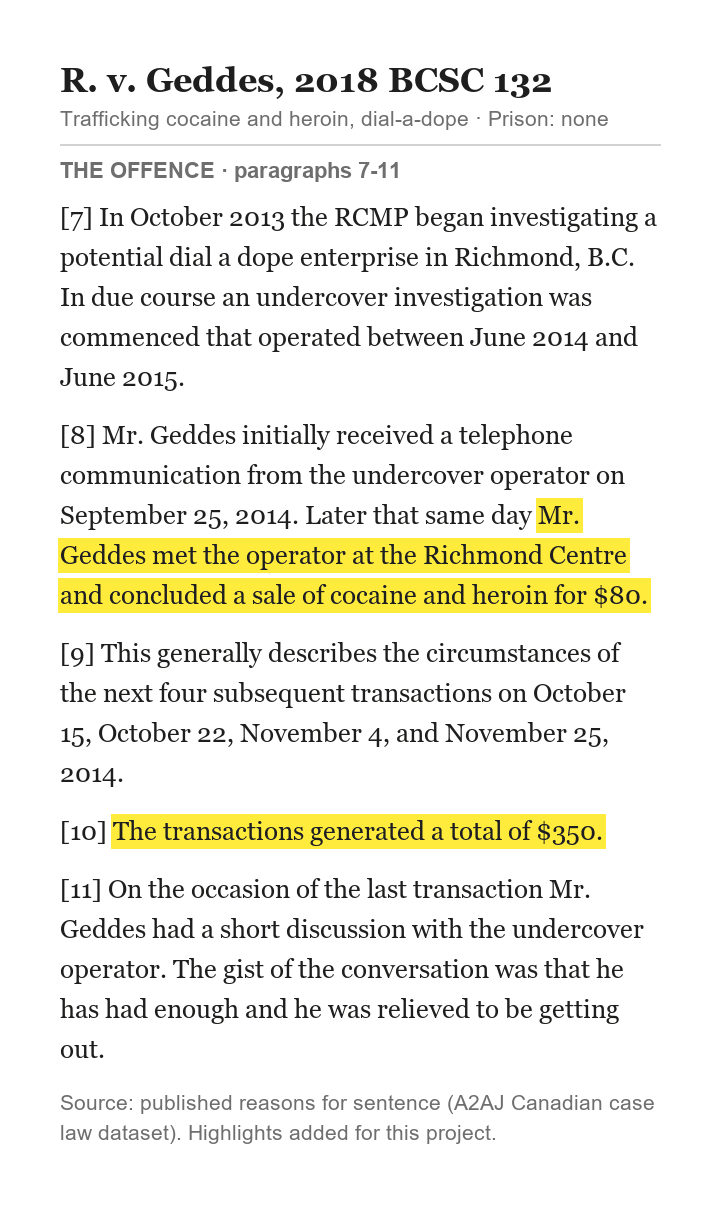 R. v. Geddes, 2018 BCSC 132
Trafficking cocaine and heroin, dial-a-dope · Prison: none
THE OFFENCE · paragraphs 7-11
[7] In October 2013 the RCMP began investigating a
potential dial a dope enterprise in Richmond, B.C.
In due course an undercover investigation was
commenced that operated between June 2014 and
June 2015.
[8] Mr. Geddes initially received a telephone
communication from the undercover operator on
September 25, 2014. Later that same day Mr.
Geddes met the operator at the Richmond Centre
and concluded a sale of cocaine and heroin for $80.
[9] This generally describes the circumstances of
the next four subsequent transactions on October
15, October 22, November 4, and November 25,
2014.
[10] The transactions generated a total of $350.
[11] On the occasion of the last transaction Mr.
Geddes had a short discussion with the undercover
operator. The gist of the conversation was that he
has had enough and he was relieved to be getting
out.
Source: published reasons for sentence (A2AJ Canadian case
law dataset). Highlights added for this project.